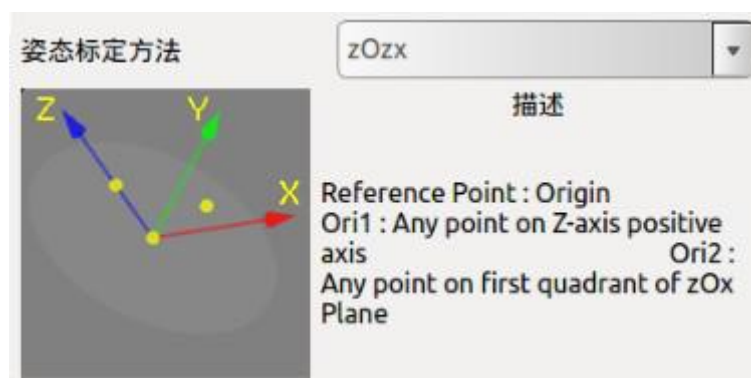 姿态标定方法
zOzx
描述
Z
Y
X
Reference Point : Origin
Ori1 : Any point on Z-axis positive
axis Ori2 :
Any point on first quadrant of zOx
Plane